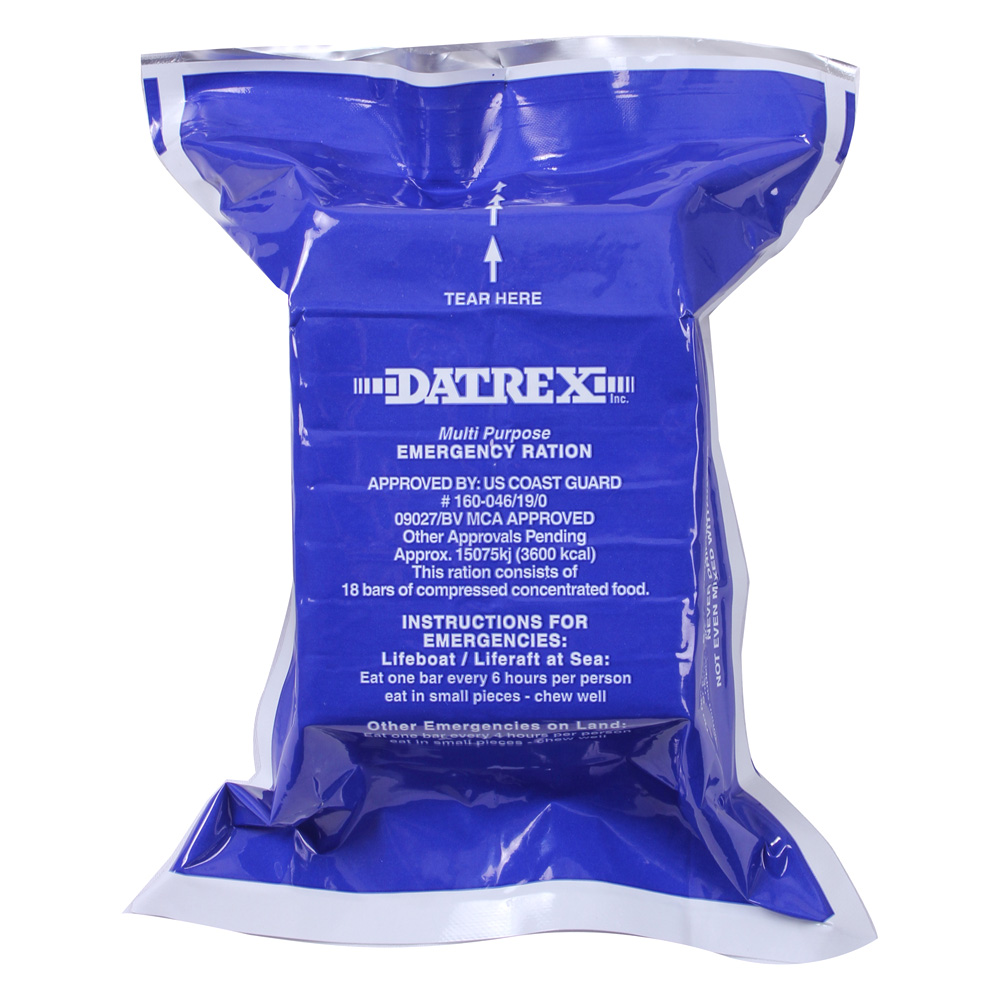 TEAR HERE
DATREX Inc.
Multi Purpose
EMERGENCY RATION
APPROVED BY: US COAST GUARD
# 160-046/19/0
09027/BV MCA APPROVED
Other Approvals Pending
Approx. 15075kj (3600 kcal)
This ration consists of
18 bars of compressed concentrated food.
INSTRUCTIONS FOR
EMERGENCIES:
Lifeboat / Liferaft at Sea:
Eat one bar every 6 hours per person
eat in small pieces - chew well
Other Emergencies on Land:
Eat one bar every 4 hours per person
eat in small pieces - chew well
NEVER
NOT EVEN MIXED